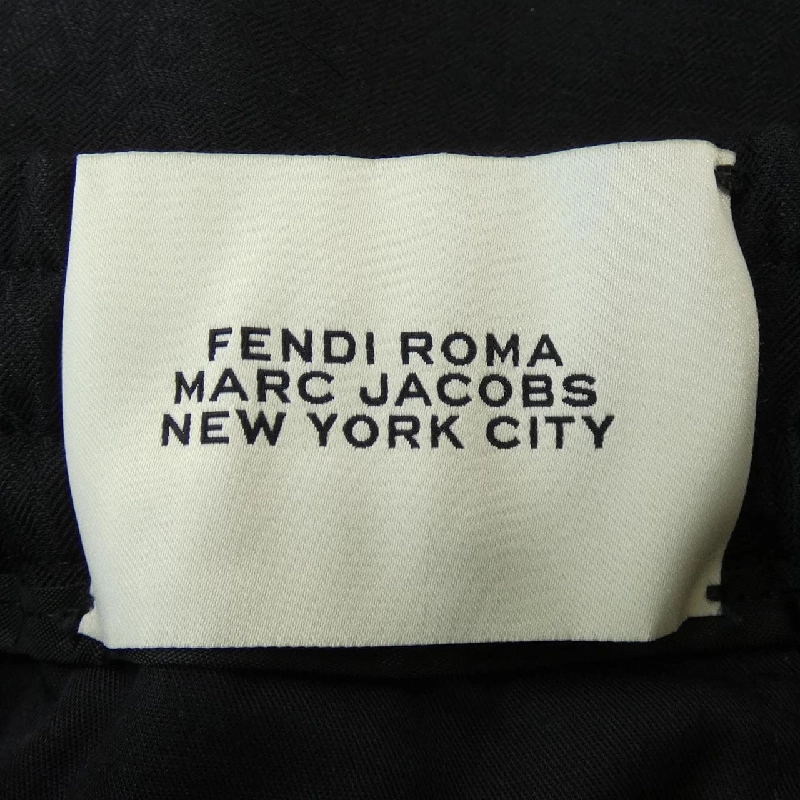 FENDI ROMA
MARC JACOBS
NEW YORK CITY